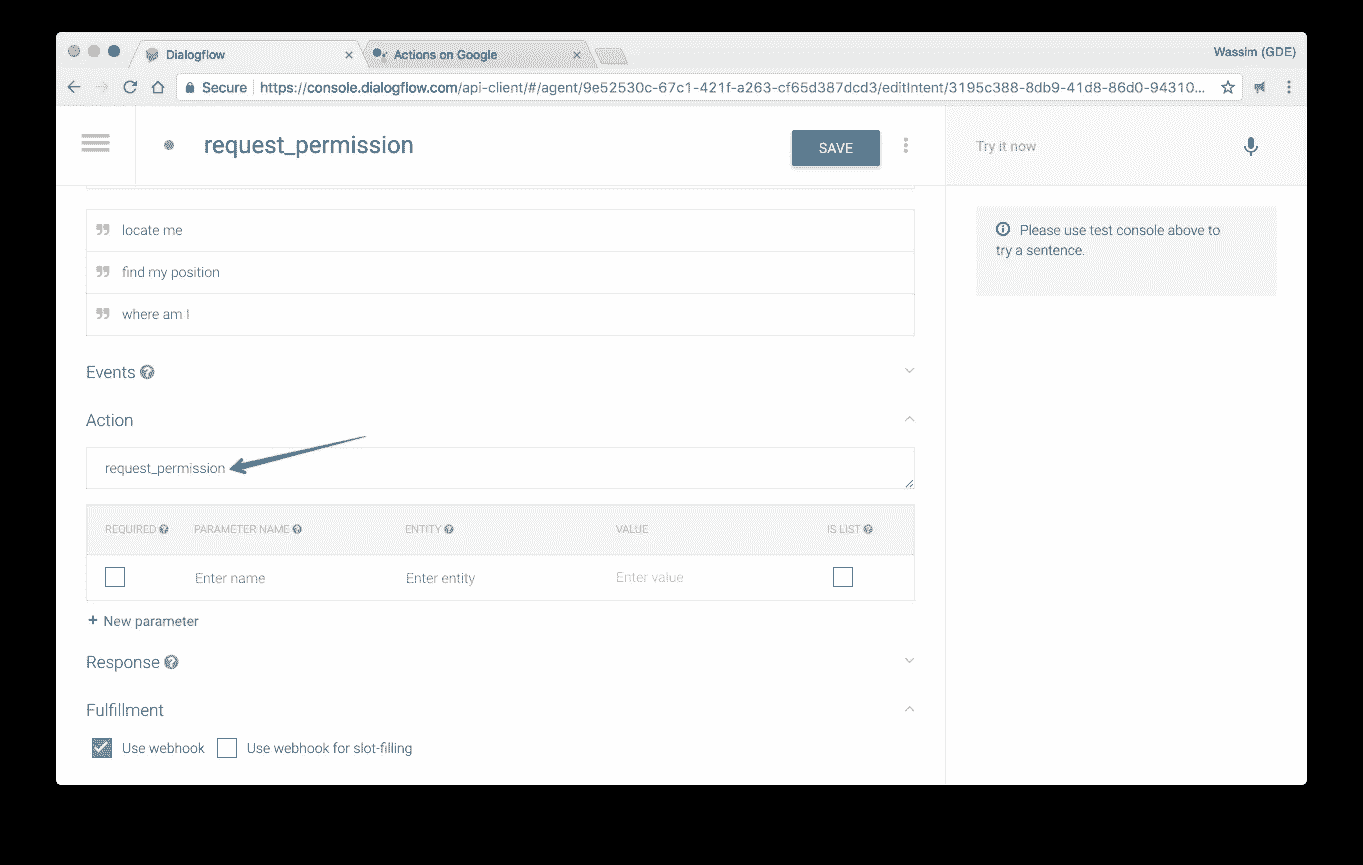 Dialogflow
Actions on Google
Wassim (GDE)
Secure
https://console.dialogflow.com/api-client/#/agent/9e52530c-67c1-421f-a263-cf65d387dcd3/editIntent/3195c388-8db9-41d8-86d0-94310...
request_permission
SAVE
Try it now
locate me
find my position
where am I
Please use test console above to
try a sentence.
Events
Action
request_permission
REQUIRED PARAMETER NAME ENTITY VALUE IS LIST
Enter name Enter entity Enter value
+ New parameter
Response
Fulfillment
Use webhook Use webhook for slot-filling